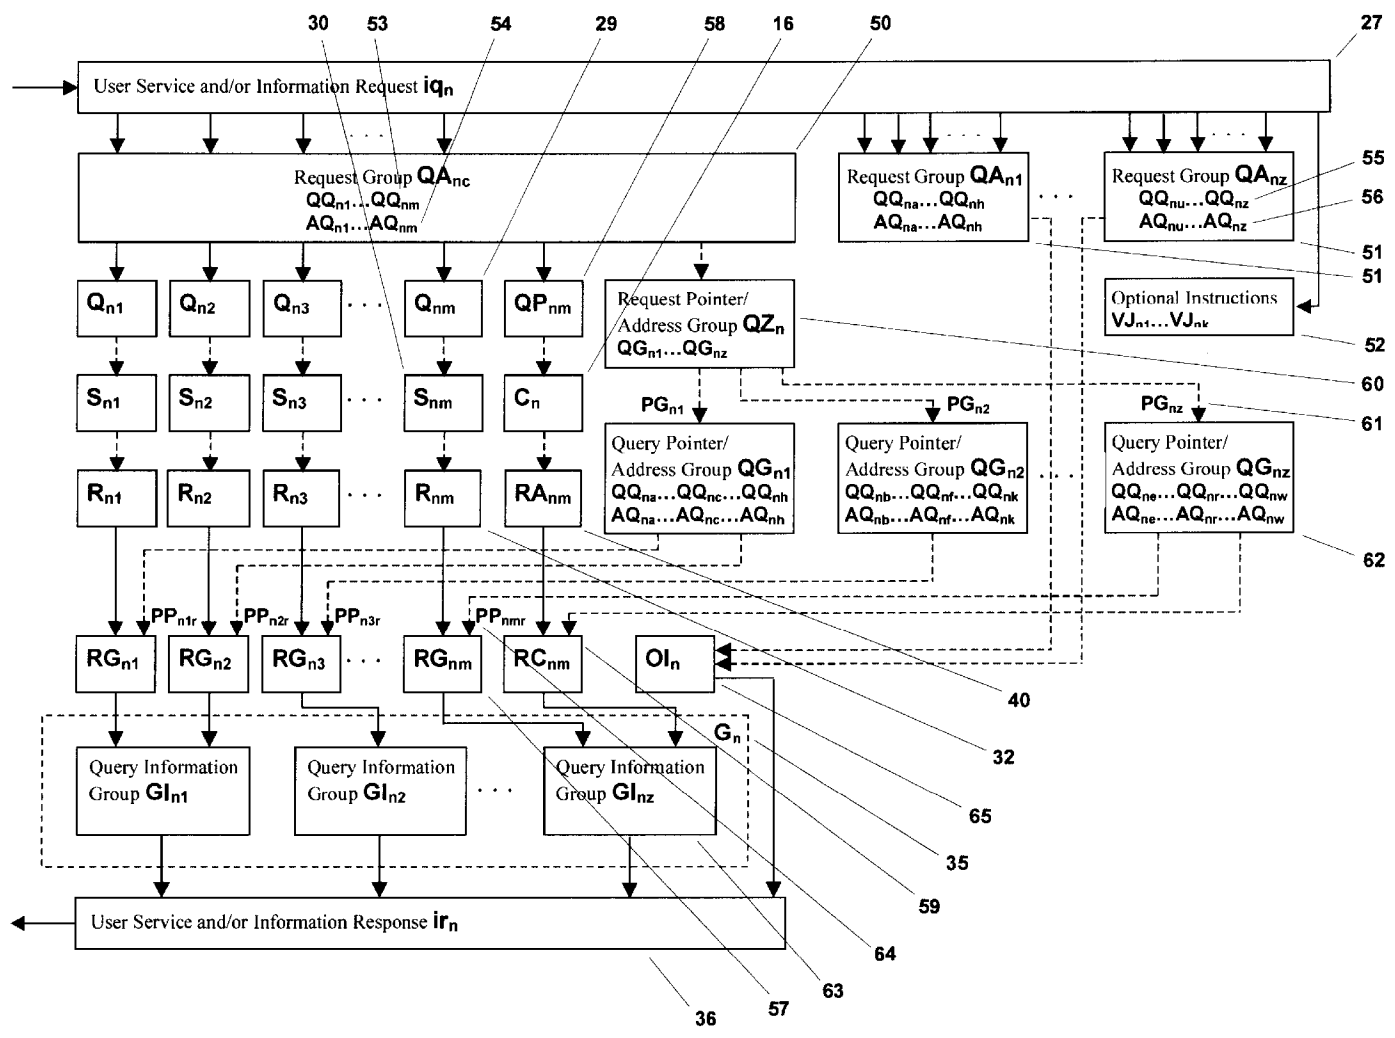 30 53 54 29 58 16 50 27
User Service and/or Information Request iqn
. . . . . . . . .
Request Group QAnc
QQn1...QQnm
AQn1...AQnm
Request Group QAn1
QQna...QQnh
AQna...AQnh
. . .
Request Group QAnz
QQnu...QQnz
AQnu...AQnz
55
56
51
51
Qn1 Qn2 Qn3 . . . Qnm QPnm
Request Pointer/
Address Group QZn
QGn1...QGnz
Optional Instructions
VJn1...VJnk
52
60
Sn1 Sn2 Sn3 . . . Snm Cn
PGn1 PGn2 PGnz
61
Query Pointer/
Address Group QGn1
QQna...QQnc...QQnh
AQna...AQnc...AQnh
Query Pointer/
Address Group QGn2
QQnb...QQnf...QQnk
AQnb...AQnf...AQnk
. . .
Query Pointer/
Address Group QGnz
QQne...QQnr...QQnw
AQne...AQnr...AQnw
62
Rn1 Rn2 Rn3 . . . Rnm RAnm
PPn1r PPn2r PPn3r PPnmr
RGn1 RGn2 RGn3 . . . RGnm RCnm OIn
40
32
65
35
59
64
63
57
36
Gn
Query Information
Group GIn1
Query Information
Group GIn2
. . .
Query Information
Group GInz
User Service and/or Information Response irn